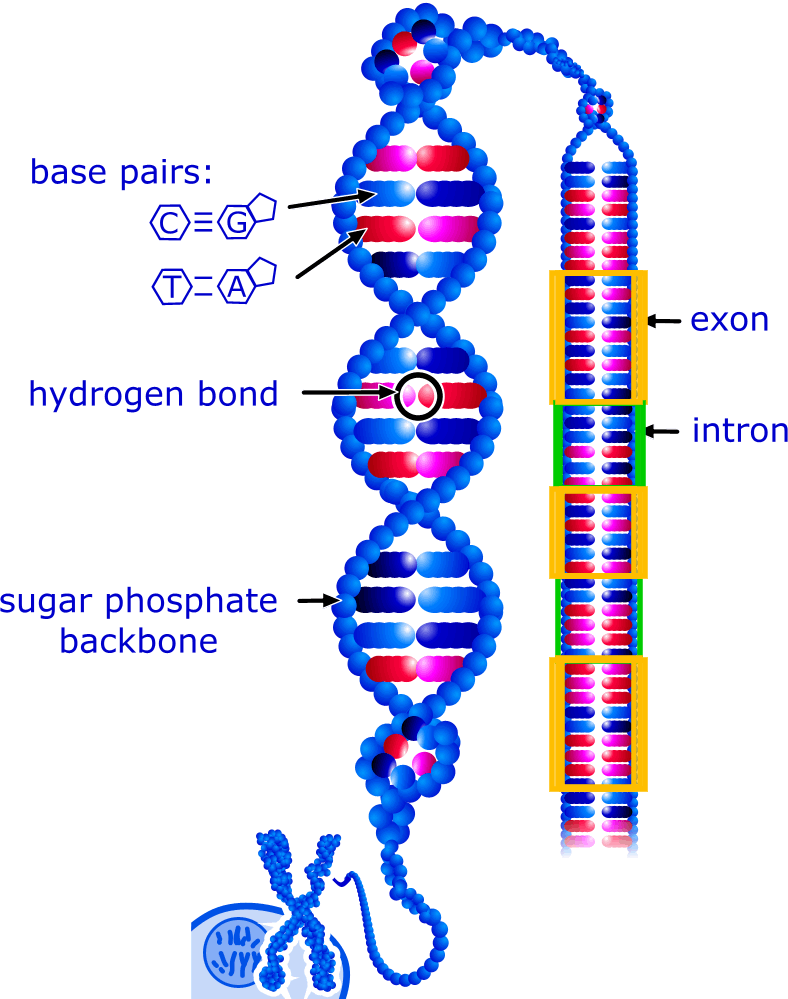 base pairs:
C≡G
T=A
hydrogen bond
sugar phosphate
backbone
exon
intron